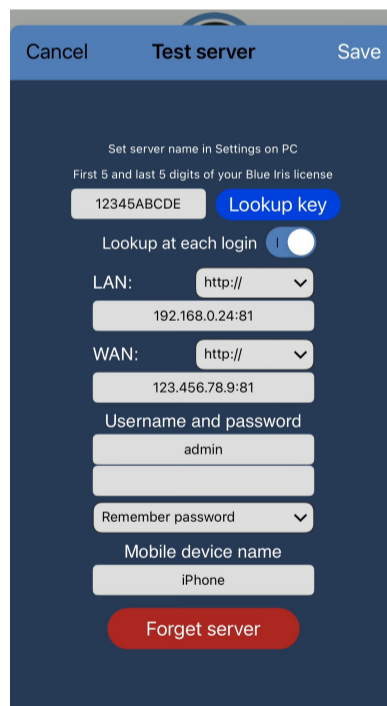 Cancel Test server Save
Set server name in Settings on PC
First 5 and last 5 digits of your Blue Iris license
12345ABCDE Lookup key
Lookup at each login
LAN: http://
192.168.0.24:81
WAN: http://
123.456.78.9:81
Username and password
admin
Remember password
Mobile device name
iPhone
Forget server